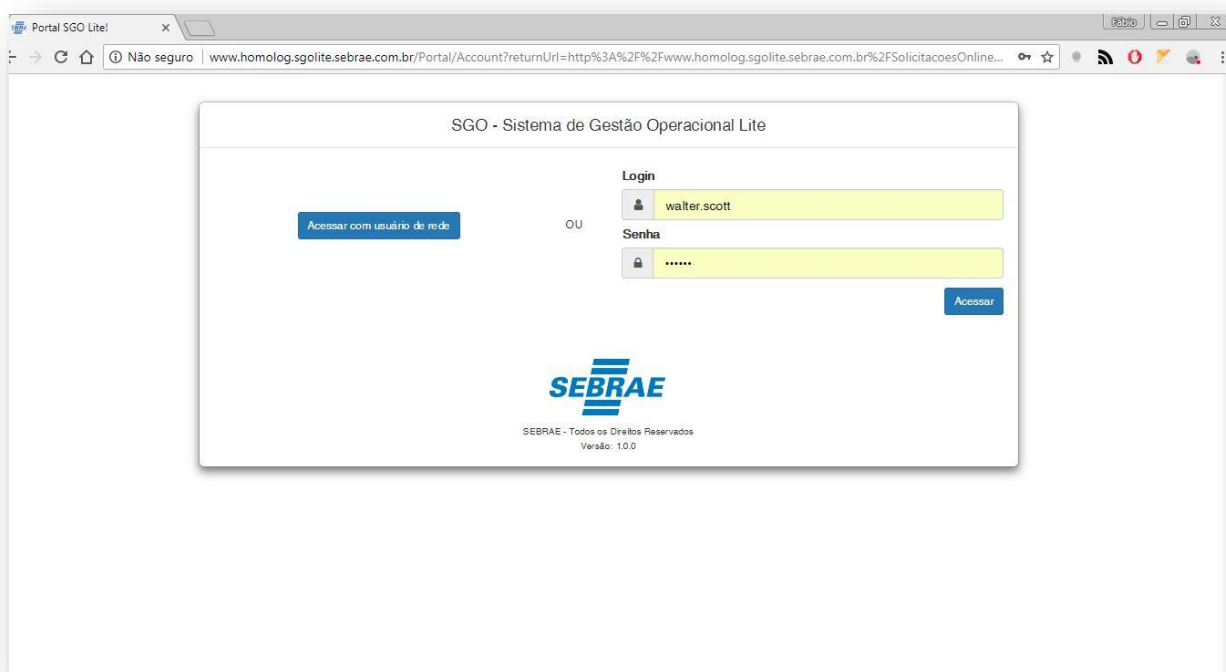 Portal SGO Lite!
Fábio
Não seguro | www.homolog.sgolite.sebrae.com.br/Portal/Account?returnUrl=http%3A%2F%2Fwww.homolog.sgolite.sebrae.com.br%2FSolicitacoesOnline...
SGO - Sistema de Gestão Operacional Lite
Login
walter.scott
Acessar com usuário de rede
OU
Senha
••••••
Acessar
SEBRAE
SEBRAE - Todos os Direitos Reservados
Versão: 1.0.0